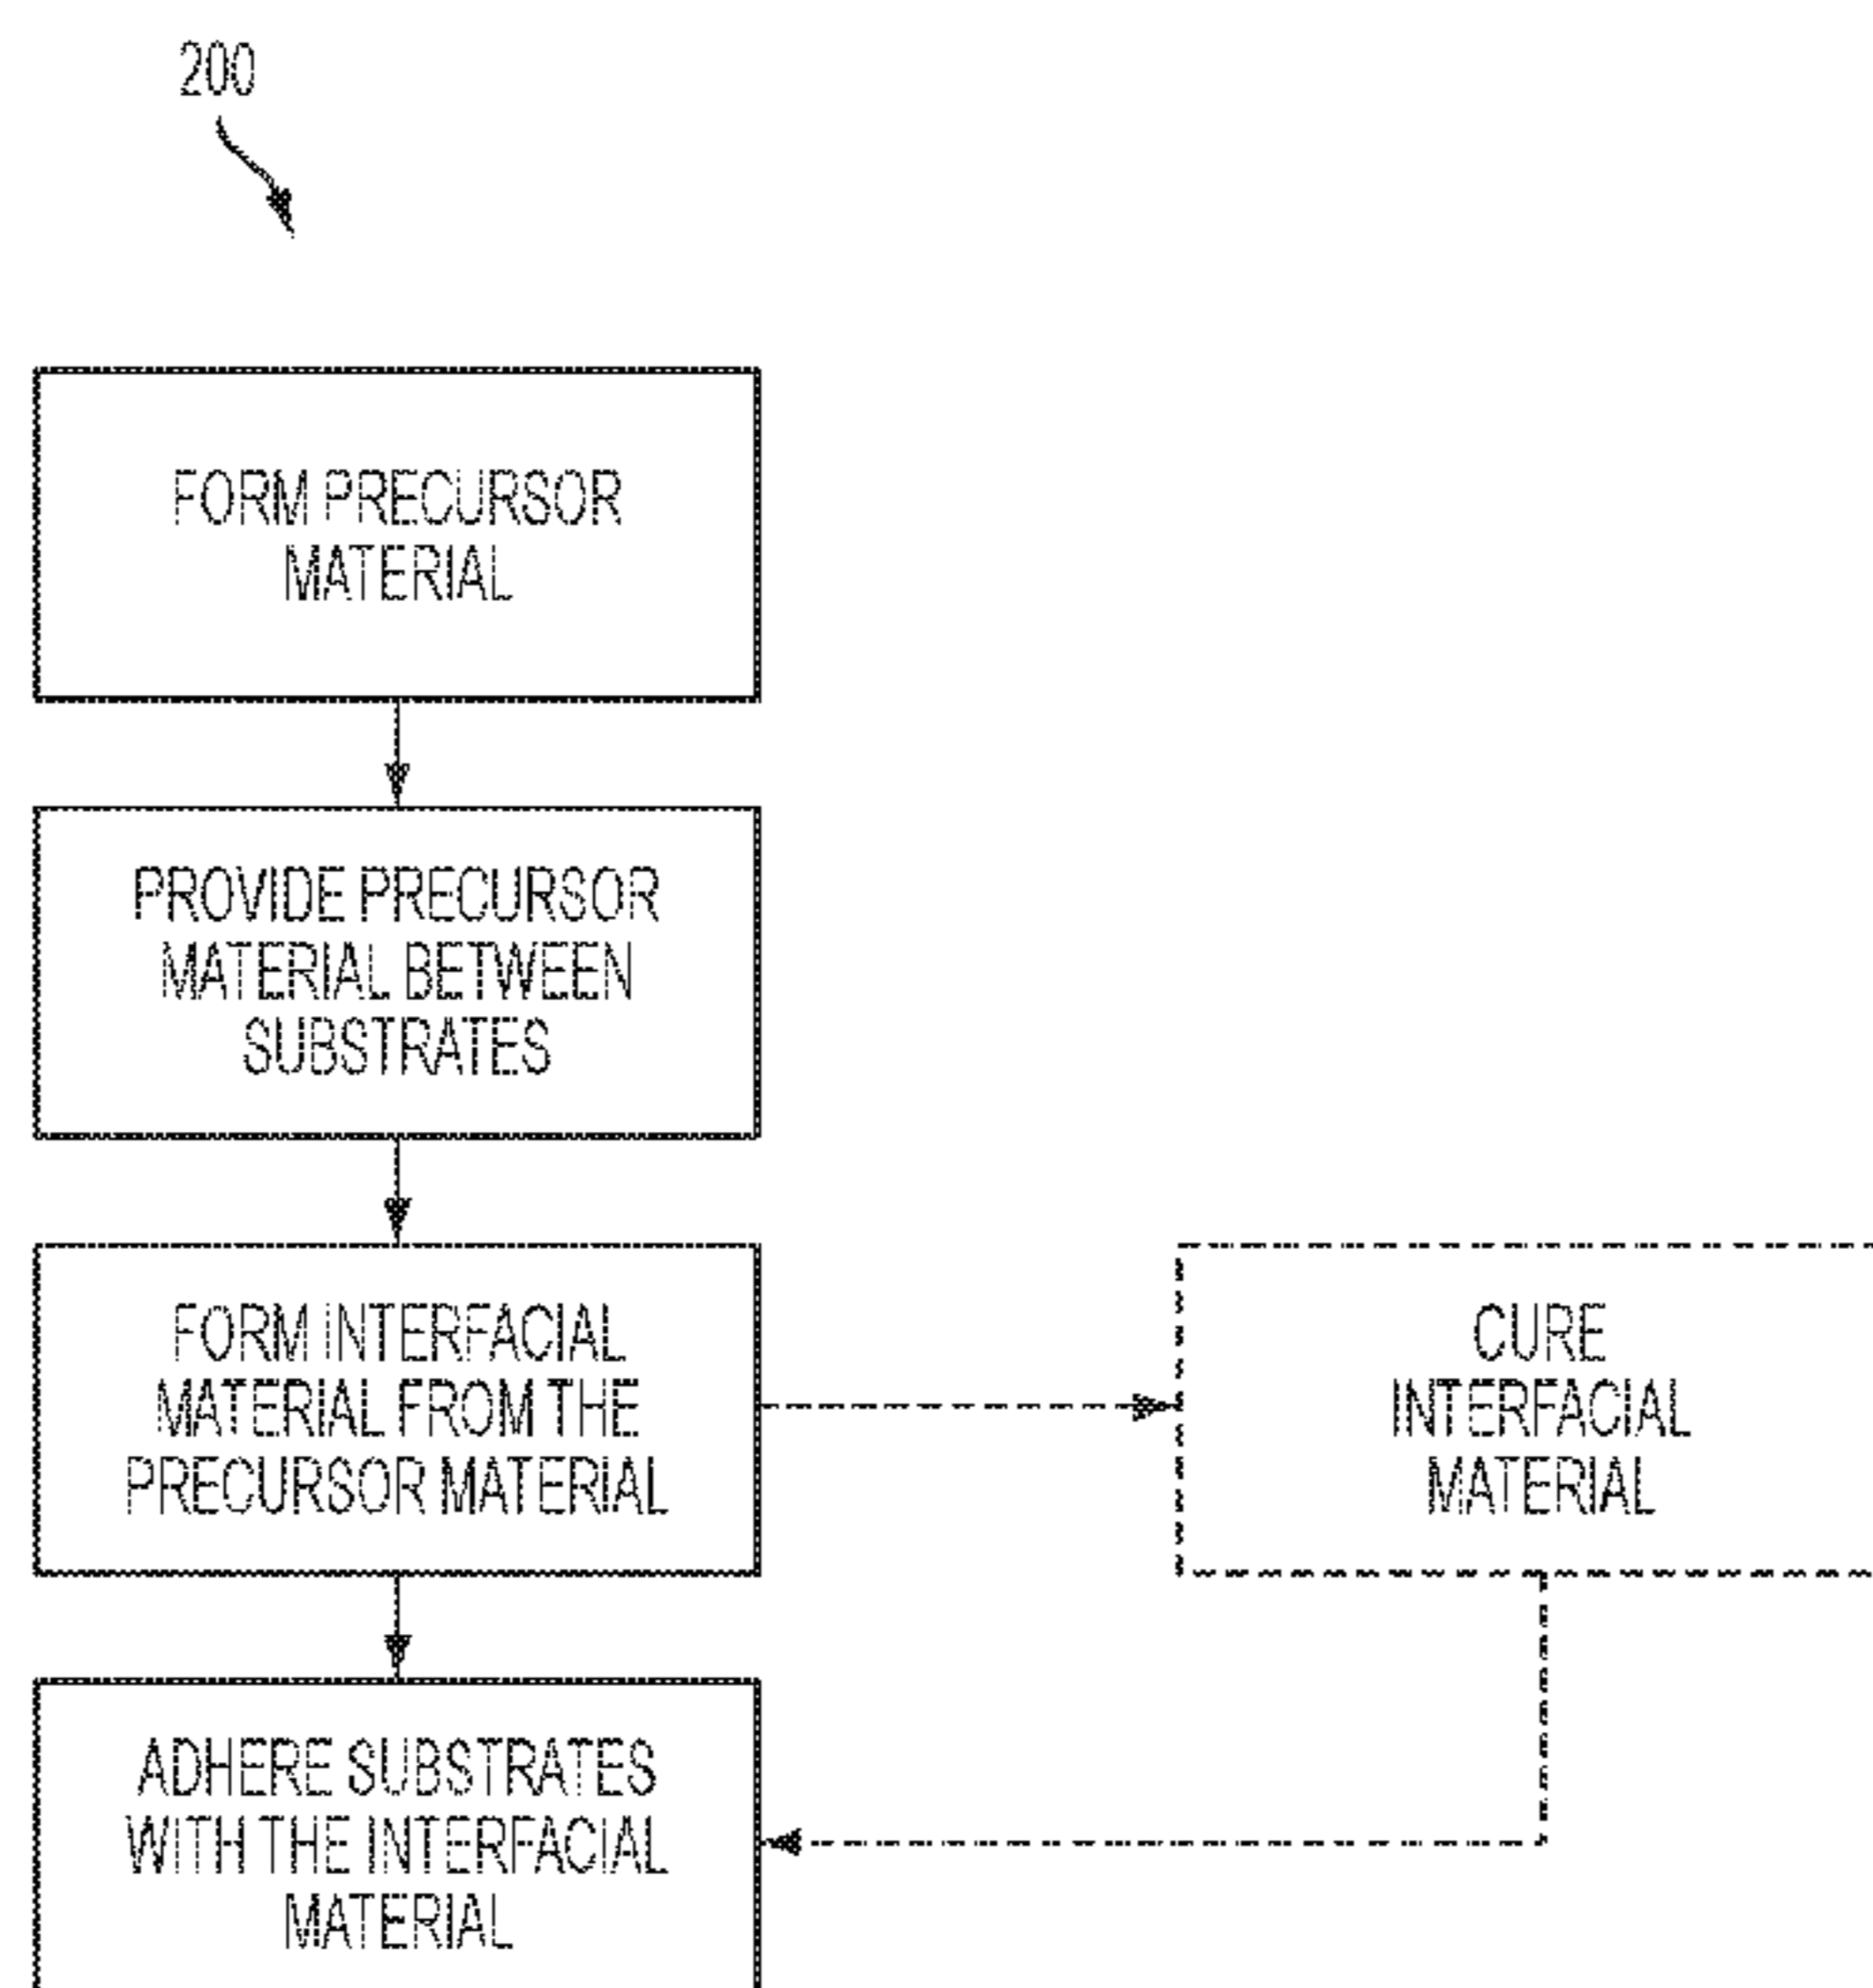 200
FORM PRECURSOR
MATERIAL
PROVIDE PRECURSOR
MATERIAL BETWEEN
SUBSTRATES
FORM INTERFACIAL
MATERIAL FROM THE
PRECURSOR MATERIAL
CURE
INTERFACIAL
MATERIAL
ADHERE SUBSTRATES
WITH THE INTERFACIAL
MATERIAL